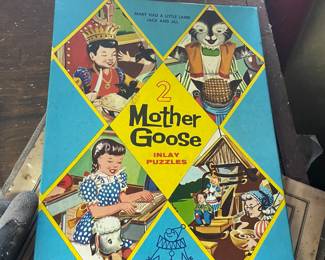 MARY HAD A LITTLE LAMB
JACK AND JILL
2
Mother
Goose
INLAY
PUZZLES